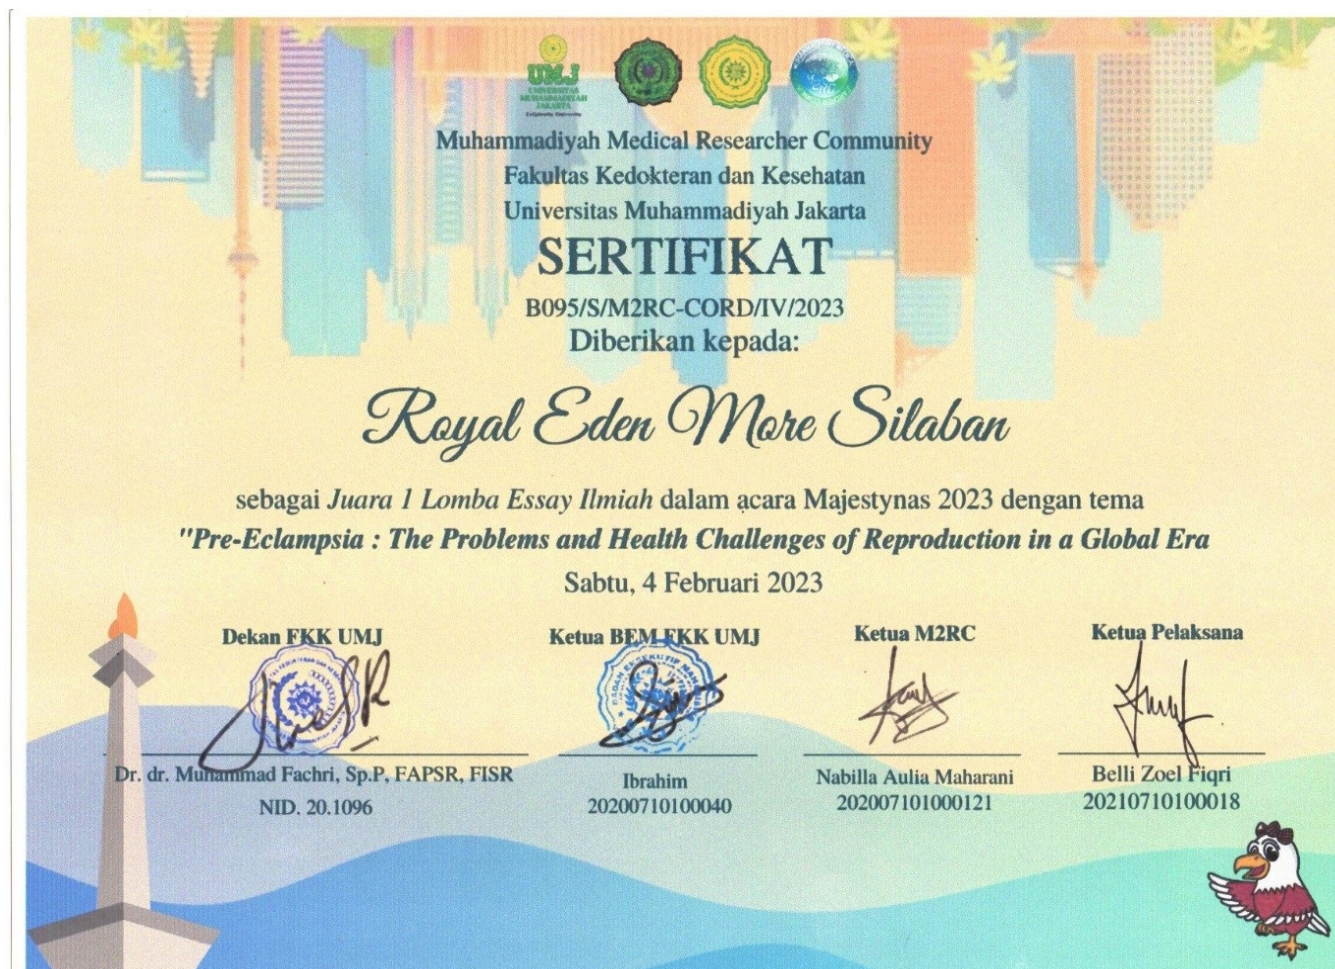 UMJ
UNIVERSITAS
MUHAMMADIYAH
JAKARTA
Muhammadiyah Medical Researcher Community
Fakultas Kedokteran dan Kesehatan
Universitas Muhammadiyah Jakarta
SERTIFIKAT
B095/S/M2RC-CORD/IV/2023
Diberikan kepada:
Royal Eden More Silaban
sebagai Juara 1 Lomba Essay Ilmiah dalam acara Majestynas 2023 dengan tema
"Pre-Eclampsia : The Problems and Health Challenges of Reproduction in a Global Era
Sabtu, 4 Februari 2023
Dekan FKK UMJ
Ketua BEM FKK UMJ
Ketua M2RC
Ketua Pelaksana
Dr. dr. Muhammad Fachri, Sp.P, FAPSR, FISR
NID. 20.1096
Ibrahim
20200710100040
Nabilla Aulia Maharani
202007101000121
Belli Zoel Fiqri
20210710100018